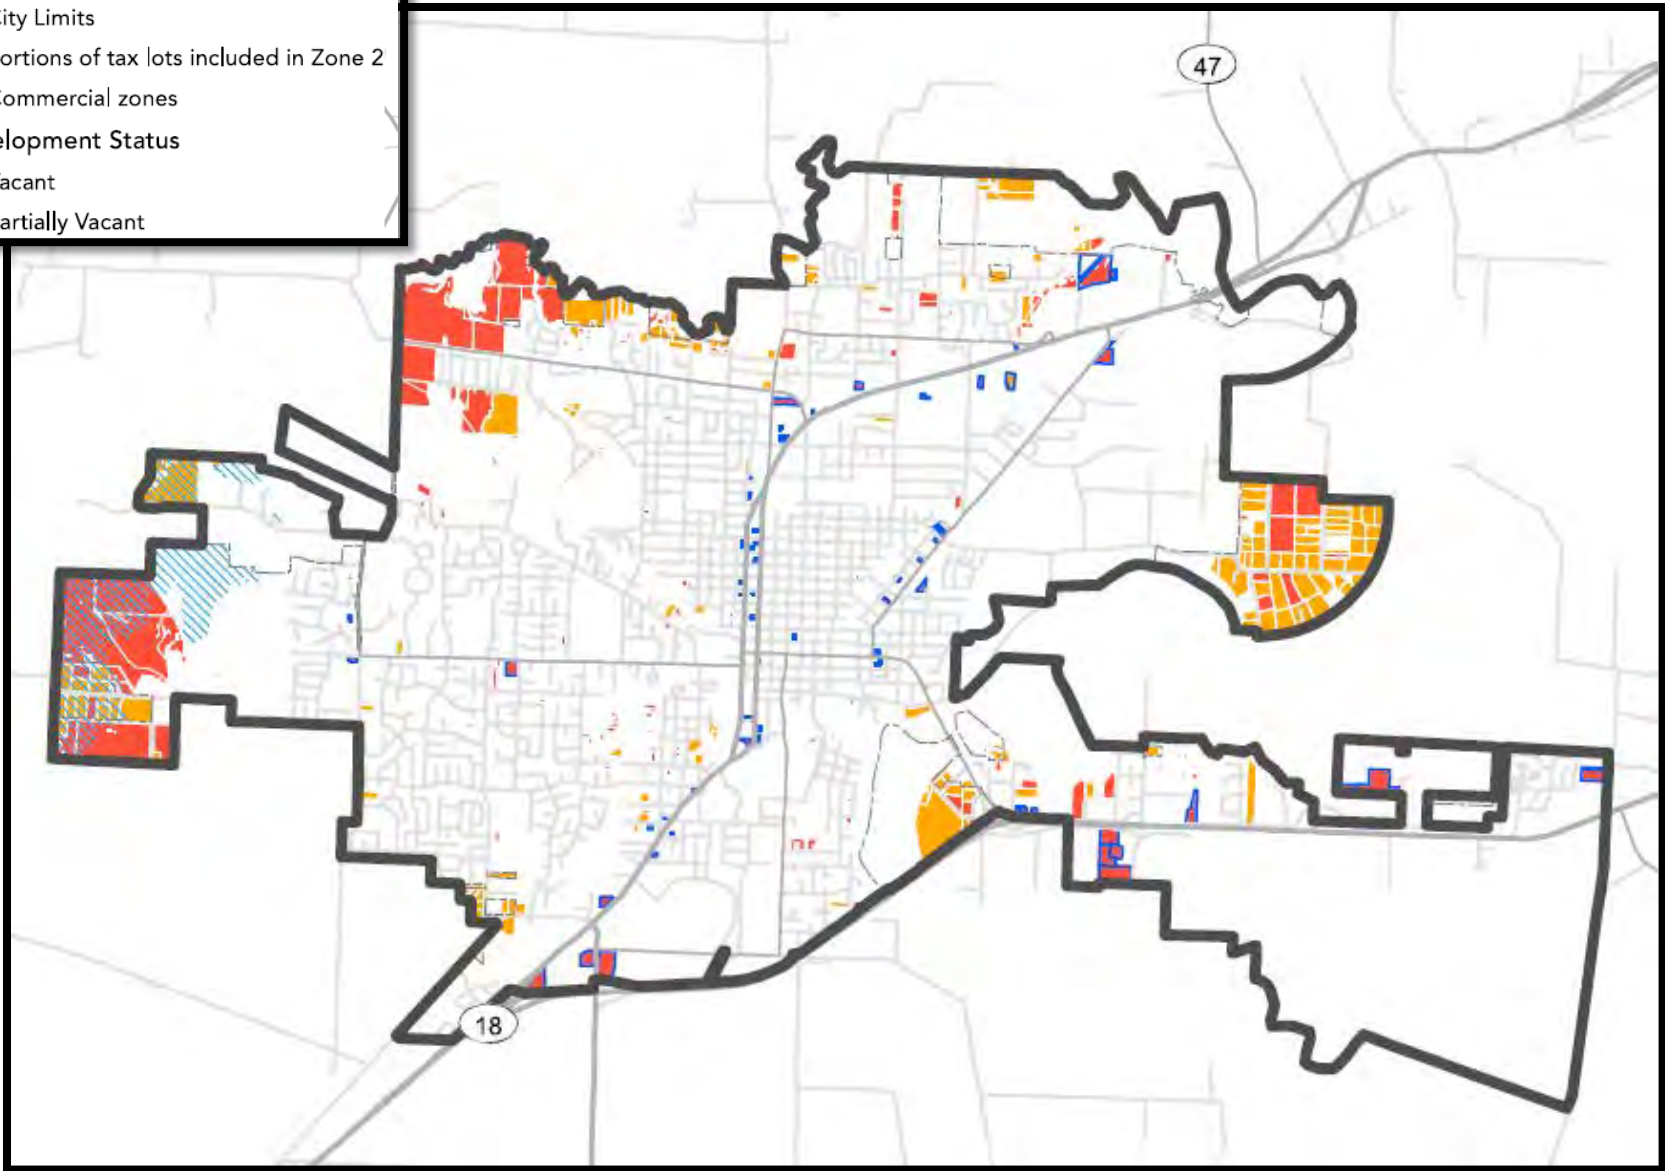 ity Limits
ortions of tax lots included in Zone 2
ommercial zones
elopment Status
acant
artially Vacant
47
18